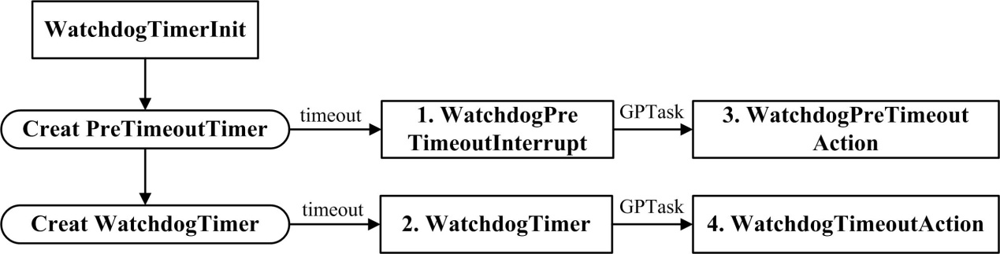 WatchdogTimerInit
Creat PreTimeoutTimer
timeout
1. WatchdogPre
TimeoutInterrupt
GPTask
3. WatchdogPreTimeout
Action
Creat WatchdogTimer
timeout
2. WatchdogTimer
GPTask
4. WatchdogTimeoutAction